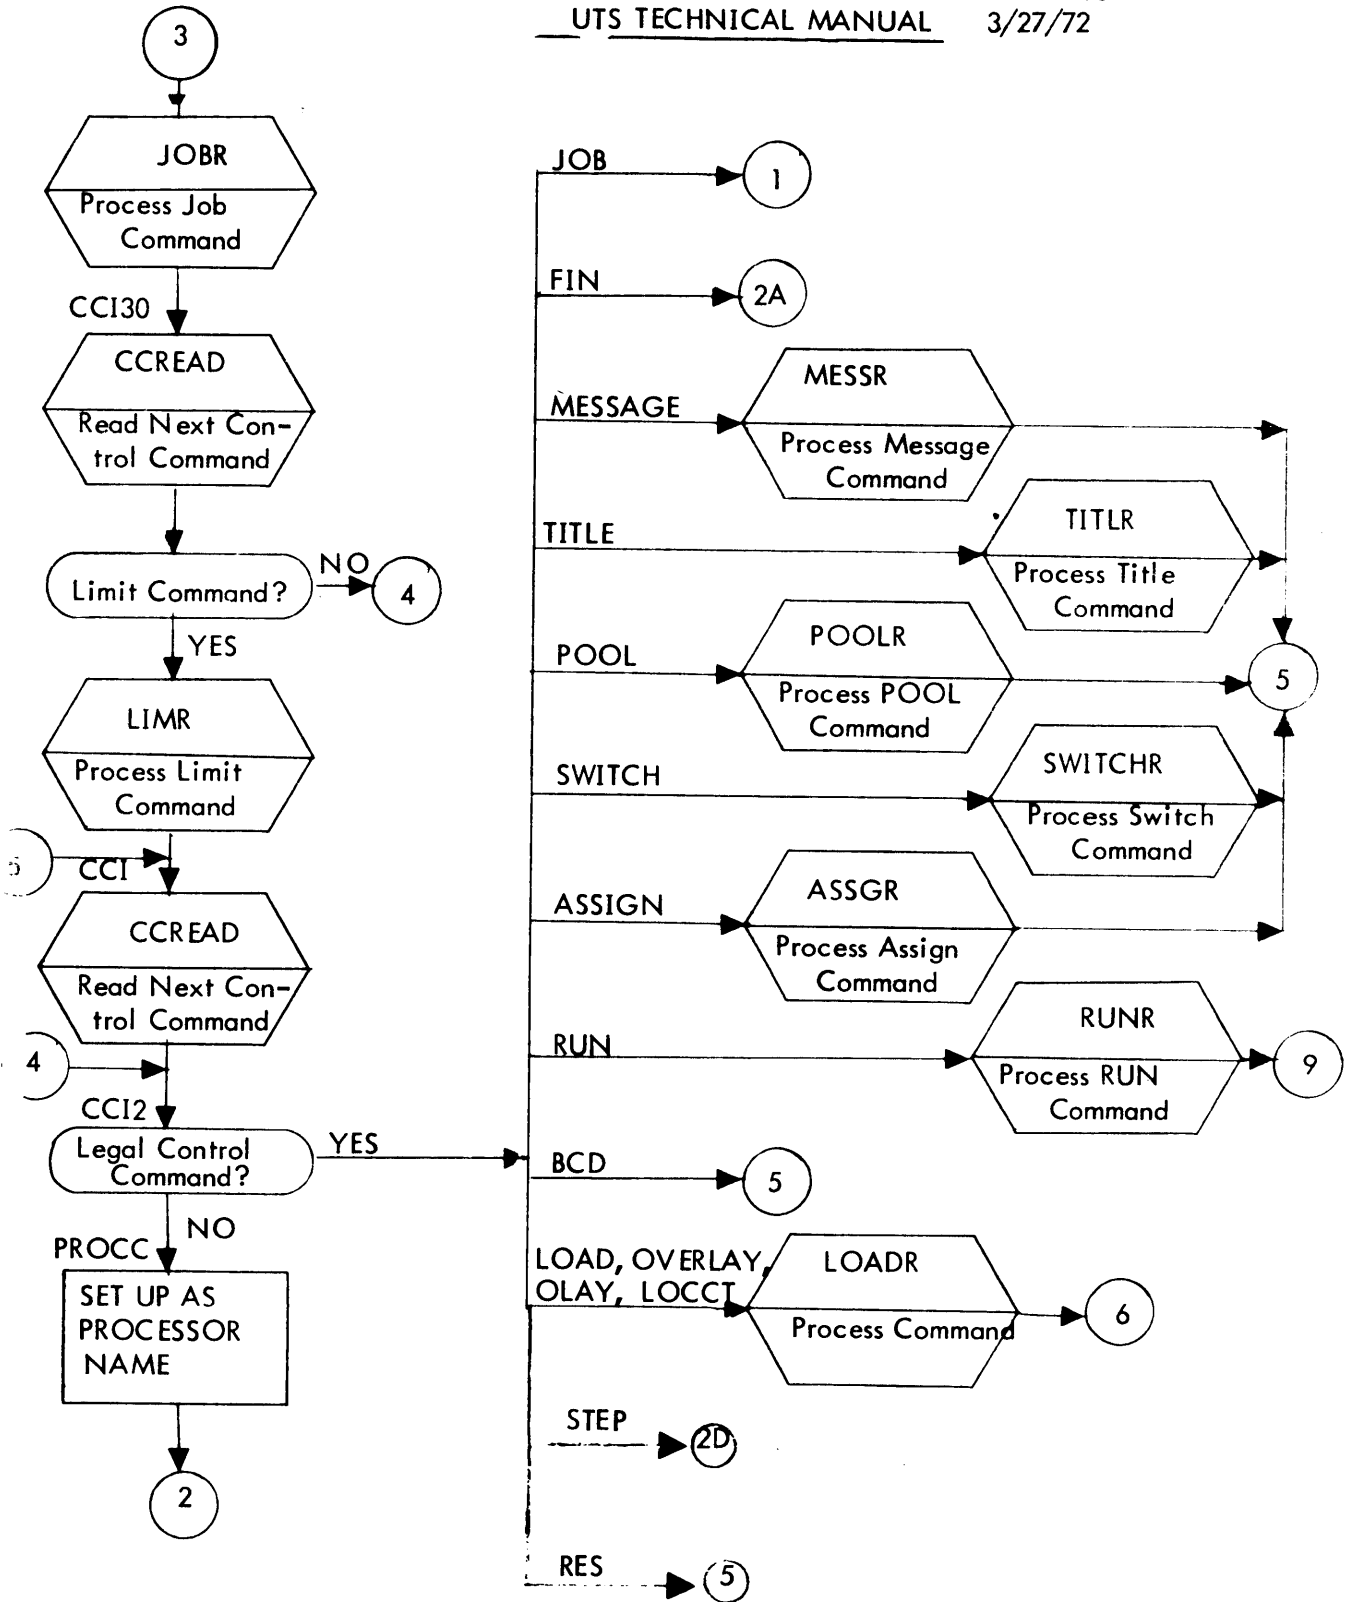 UTS TECHNICAL MANUAL 3/27/72
3
JOBR
Process Job
Command
CCI30
CCREAD
Read Next Con-
trol Command
Limit Command?
NO
4
YES
LIMR
Process Limit
Command
5
CCI
CCREAD
Read Next Con-
trol Command
4
CCI2
Legal Control
Command?
YES
NO
PROCC
SET UP AS
PROCESSOR
NAME
2
JOB
1
FIN
2A
MESSAGE
MESSR
Process Message
Command
TITLE
TITLR
Process Title
Command
POOL
POOLR
Process POOL
Command
5
SWITCH
SWITCHR
Process Switch
Command
ASSIGN
ASSGR
Process Assign
Command
RUN
RUNR
Process RUN
Command
9
BCD
5
LOAD, OVERLAY,
OLAY, LOCCT
LOADR
Process Command
6
STEP
2D
RES
5